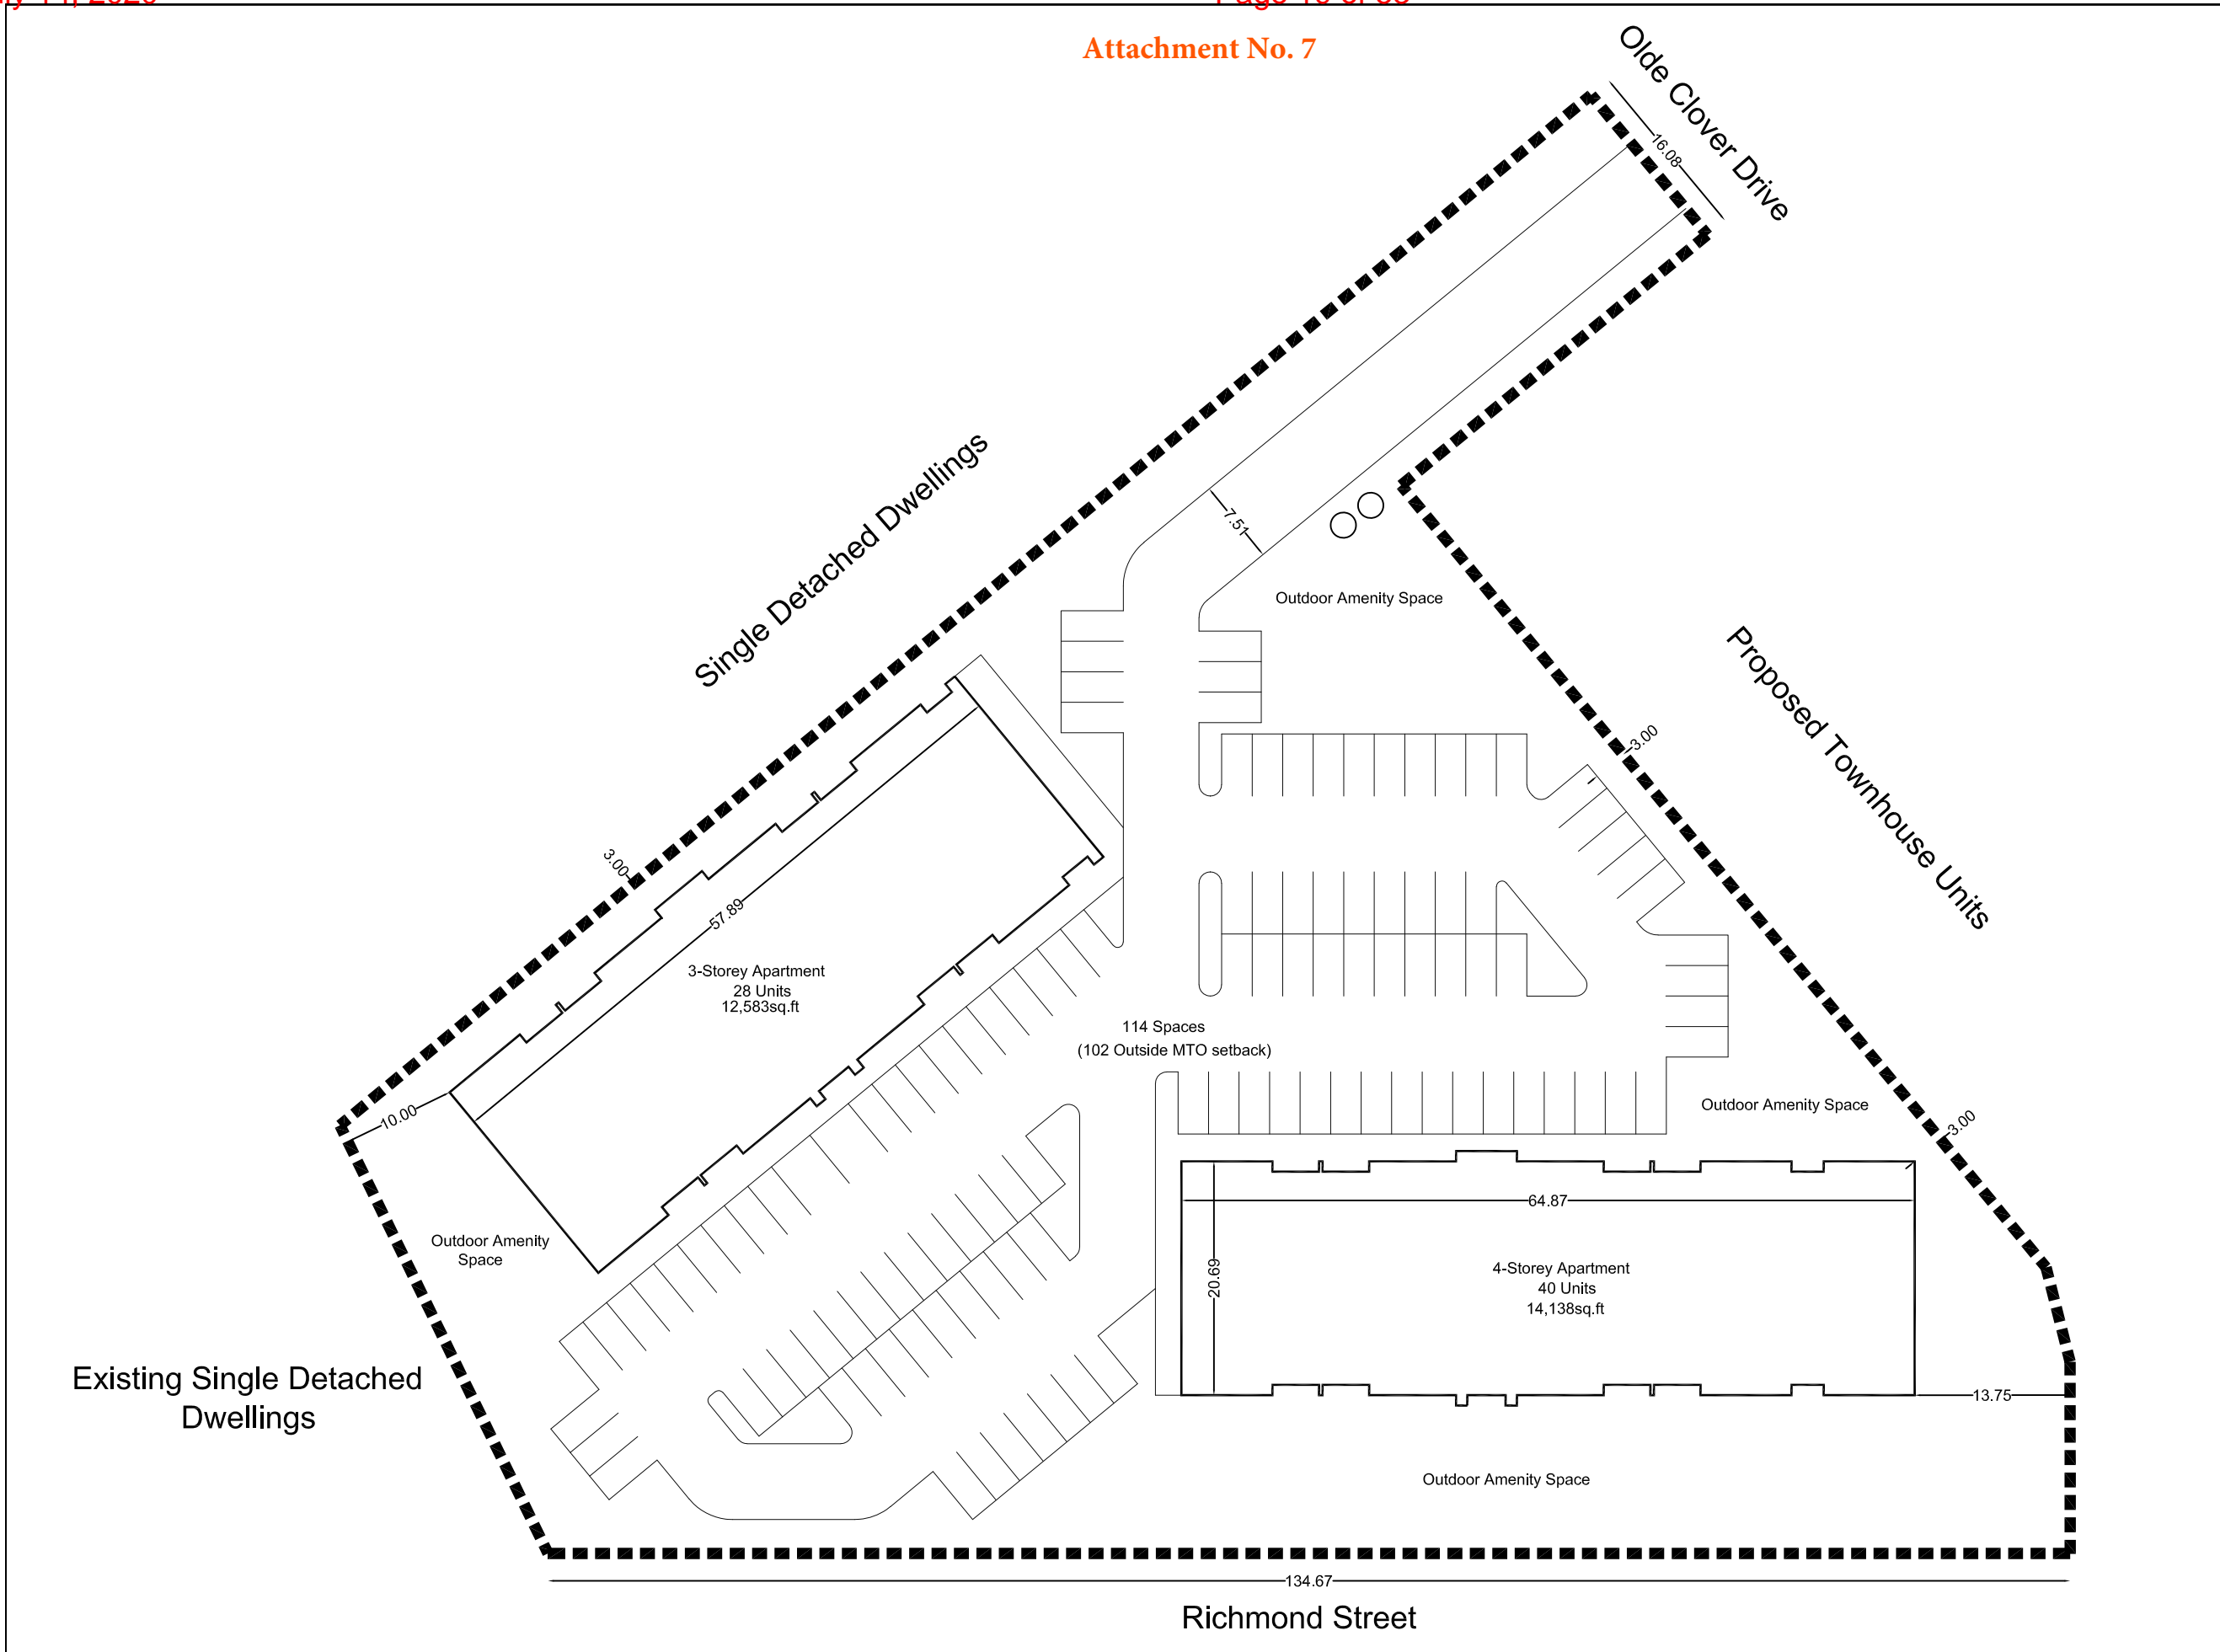 Attachment No. 7
Olde Clover Drive
16.08
7.51
Single Detached Dwellings
Outdoor Amenity Space
Proposed Townhouse Units
3.00
3.00
57.89
3-Storey Apartment
28 Units
12,583sq.ft
114 Spaces
(102 Outside MTO setback)
10.00
Outdoor Amenity Space
3.00
64.87
20.69
Outdoor Amenity
Space
4-Storey Apartment
40 Units
14,138sq.ft
Existing Single Detached
Dwellings
13.75
Outdoor Amenity Space
134.67
Richmond Street